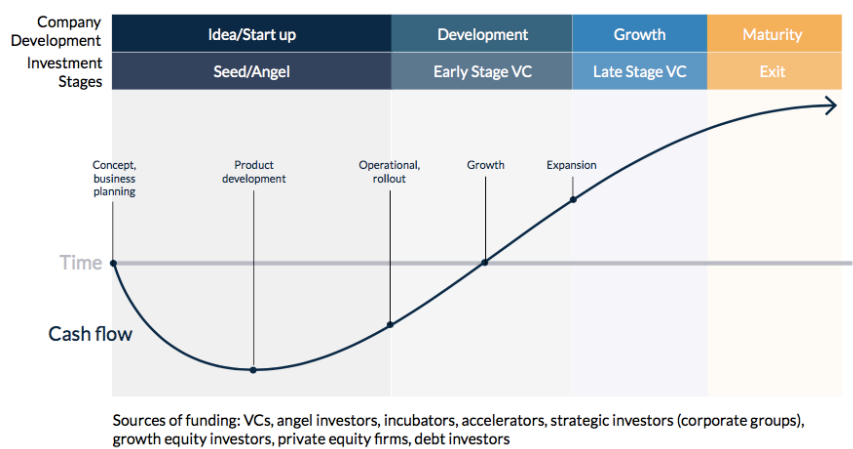 Company
Development
Idea/Start up
Development
Growth
Maturity
Investment
Stages
Seed/Angel
Early Stage VC
Late Stage VC
Exit
Concept,
business
planning
Product
development
Operational,
rollout
Growth
Expansion
Time
Cash flow
Sources of funding: VCs, angel investors, incubators, accelerators, strategic investors (corporate groups),
growth equity investors, private equity firms, debt investors